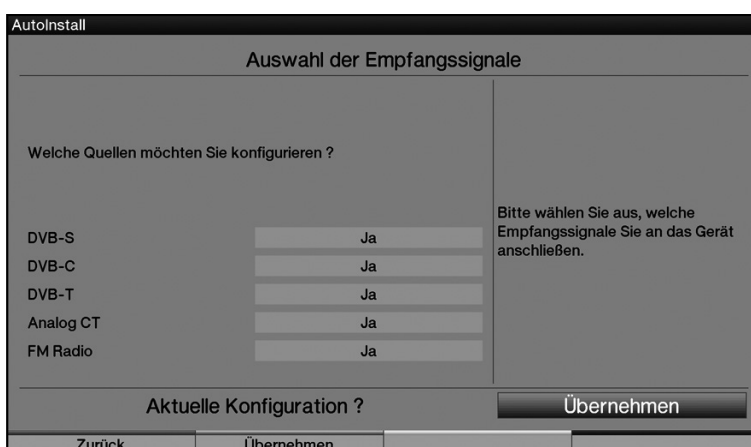 AutoInstall
Auswahl der Empfangssignale
Welche Quellen möchten Sie konfigurieren ?
DVB-S Ja
DVB-C Ja
DVB-T Ja
Analog CT Ja
FM Radio Ja
Bitte wählen Sie aus, welche
Empfangssignale Sie an das Gerät
anschließen.
Aktuelle Konfiguration ? Übernehmen
Zurück Übernehmen